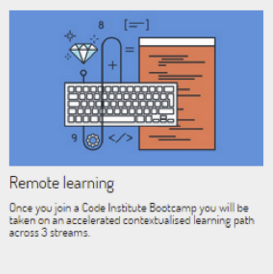 8 [=]
+ =
9 </>
Remote learning
Once you join a Code Institute Bootcamp you will be
taken on an accelerated contextualised learning path
across 3 streams.